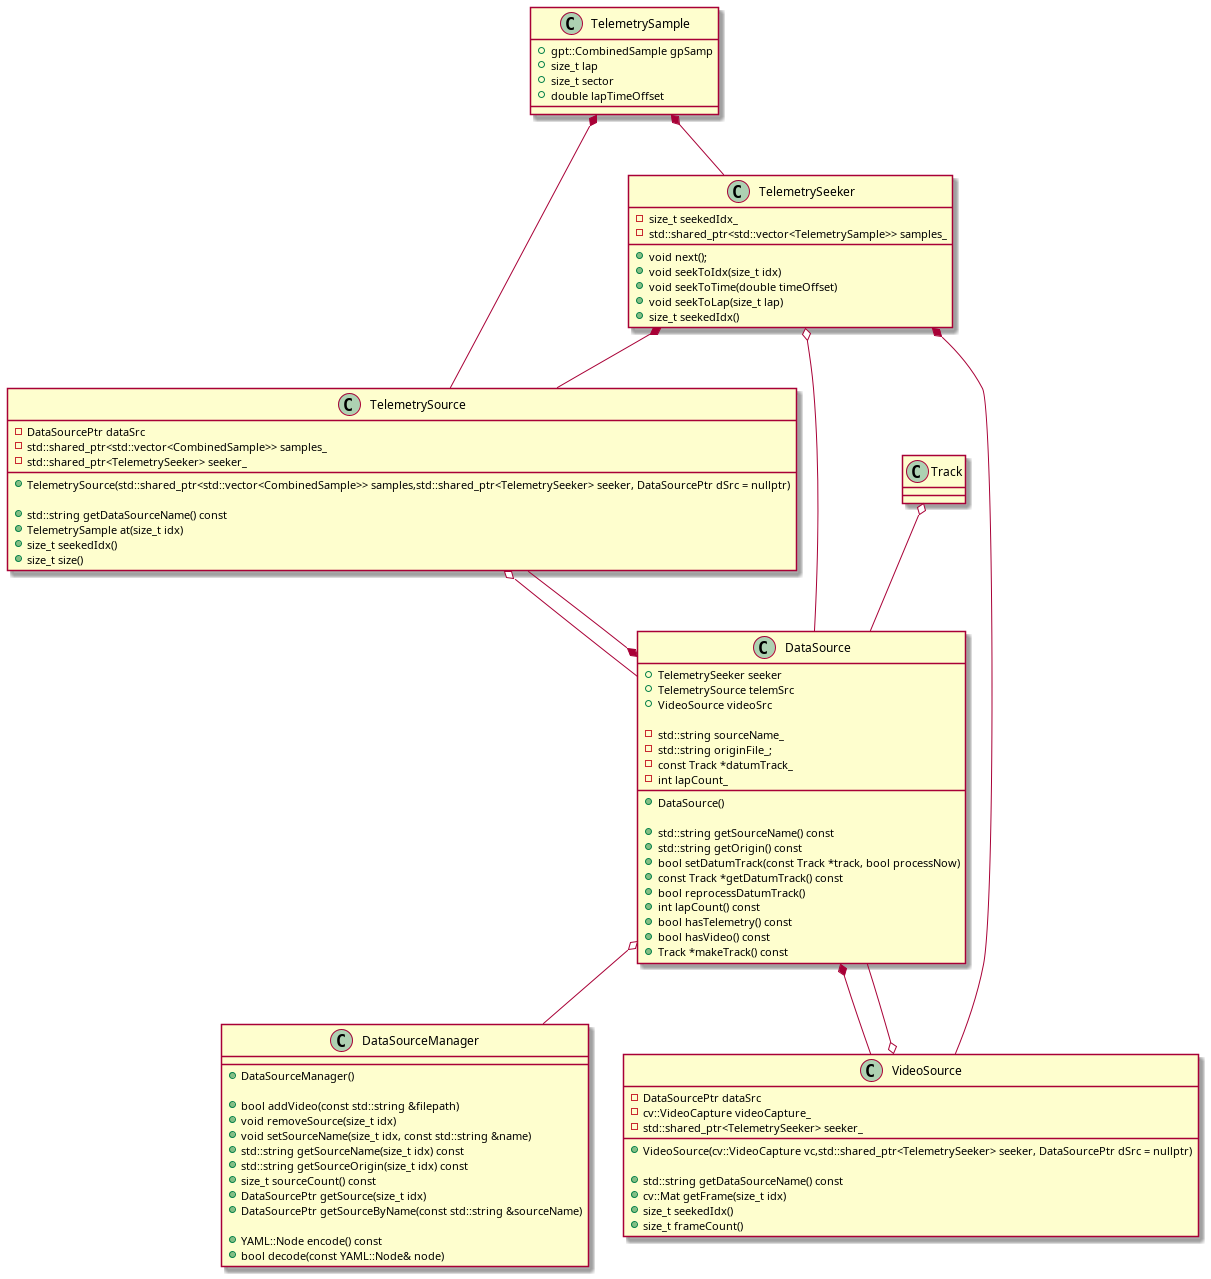 C TelemetrySample
gpt::CombinedSample gpSamp
size_t lap
size_t sector
double lapTimeOffset
C TelemetrySeeker
size_t seekedIdx_
std::shared_ptr<std::vector<TelemetrySample>> samples_
void next();
void seekToIdx(size_t idx)
void seekToTime(double timeOffset)
void seekToLap(size_t lap)
size_t seekedIdx()
C TelemetrySource
DataSourcePtr dataSrc
std::shared_ptr<std::vector<CombinedSample>> samples_
std::shared_ptr<TelemetrySeeker> seeker_
TelemetrySource(std::shared_ptr<std::vector<CombinedSample>> samples,std::shared_ptr<TelemetrySeeker> seeker, DataSourcePtr dSrc = nullptr)
std::string getDataSourceName() const
TelemetrySample at(size_t idx)
size_t seekedIdx()
size_t size()
C Track
C DataSource
TelemetrySeeker seeker
TelemetrySource telemSrc
VideoSource videoSrc
std::string sourceName_
std::string originFile_;
const Track *datumTrack_
int lapCount_
DataSource()
std::string getSourceName() const
std::string getOrigin() const
bool setDatumTrack(const Track *track, bool processNow)
const Track *getDatumTrack() const
bool reprocessDatumTrack()
int lapCount() const
bool hasTelemetry() const
bool hasVideo() const
Track *makeTrack() const
C DataSourceManager
DataSourceManager()
bool addVideo(const std::string &filepath)
void removeSource(size_t idx)
void setSourceName(size_t idx, const std::string &name)
std::string getSourceName(size_t idx) const
std::string getSourceOrigin(size_t idx) const
size_t sourceCount() const
DataSourcePtr getSource(size_t idx)
DataSourcePtr getSourceByName(const std::string &sourceName)
YAML::Node encode() const
bool decode(const YAML::Node& node)
C VideoSource
DataSourcePtr dataSrc
cv::VideoCapture videoCapture_
std::shared_ptr<TelemetrySeeker> seeker_
VideoSource(cv::VideoCapture vc,std::shared_ptr<TelemetrySeeker> seeker, DataSourcePtr dSrc = nullptr)
std::string getDataSourceName() const
cv::Mat getFrame(size_t idx)
size_t seekedIdx()
size_t frameCount()